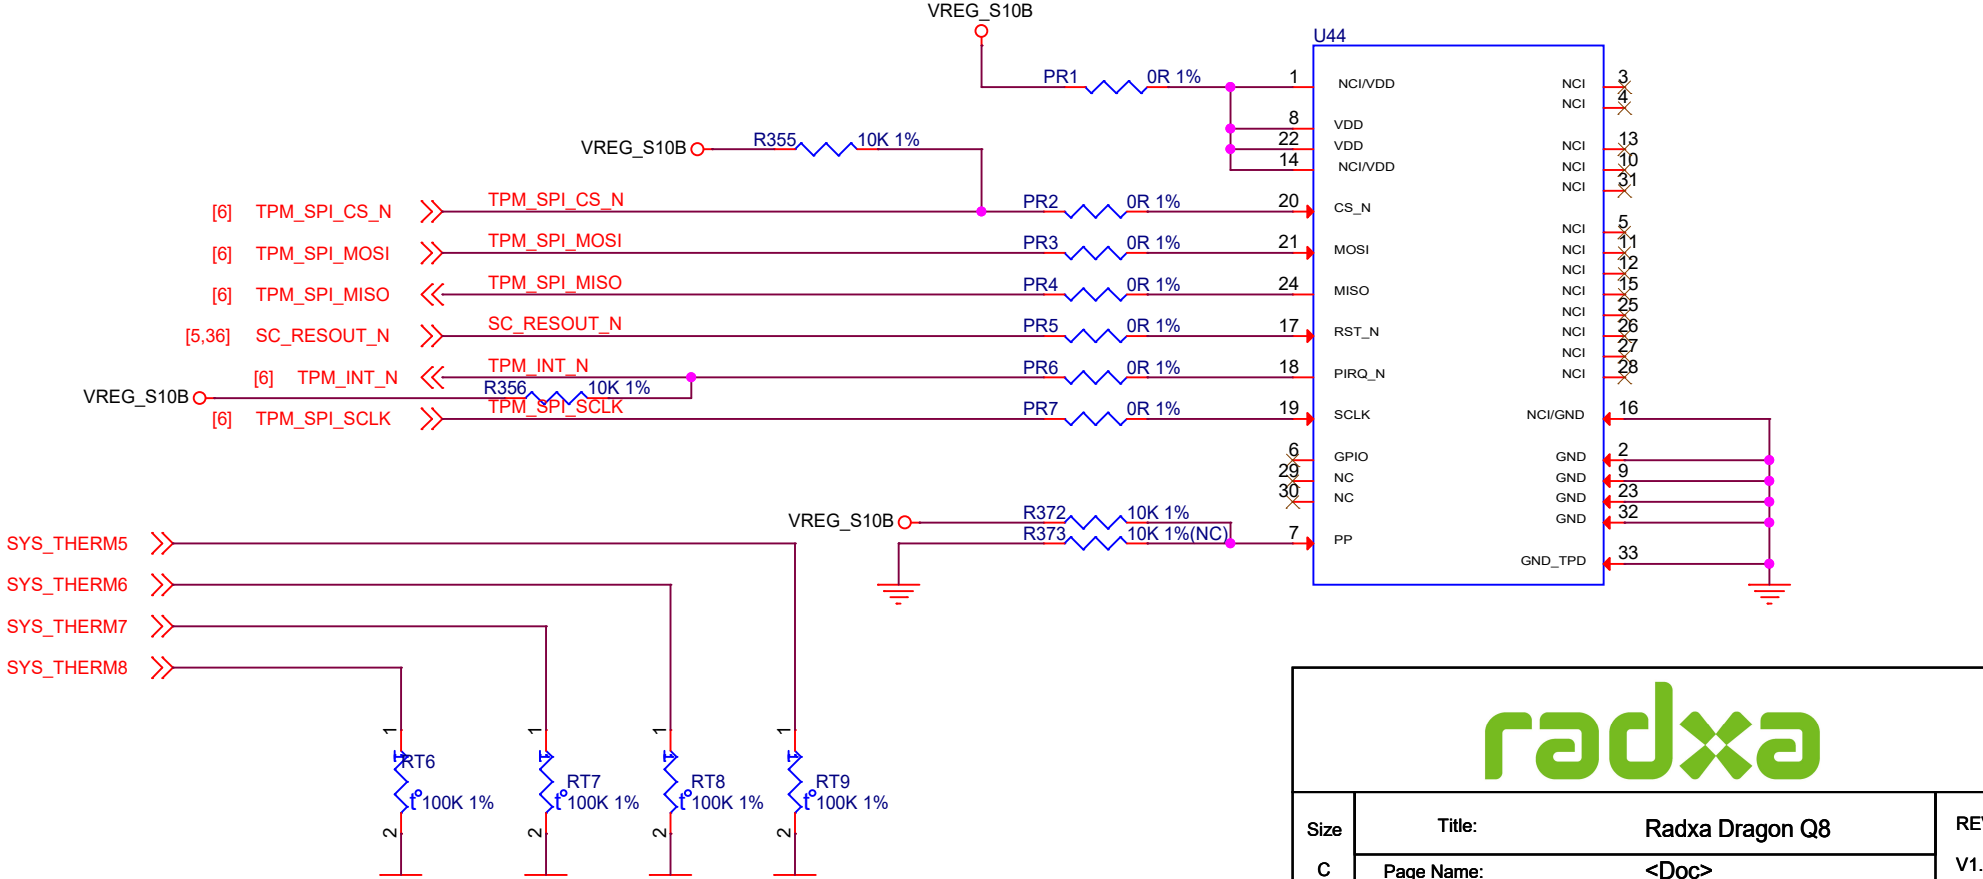 VREG_S10B
U44
PR1 0R 1% 1 NCI/VDD NCI 3
NCI 4
8 VDD
VREG_S10B R355 10K 1% 22 VDD NCI 13
14 NCI/VDD NCI 10
NCI 31
[6] TPM_SPI_CS_N TPM_SPI_CS_N PR2 0R 1% 20 CS_N
NCI 5
[6] TPM_SPI_MOSI TPM_SPI_MOSI PR3 0R 1% 21 MOSI NCI 11
NCI 12
[6] TPM_SPI_MISO TPM_SPI_MISO PR4 0R 1% 24 MISO NCI 15
NCI 25
[5,36] SC_RESOUT_N SC_RESOUT_N PR5 0R 1% 17 RST_N NCI 26
NCI 27
[6] TPM_INT_N TPM_INT_N PR6 0R 1% 18 PIRQ_N NCI 28
VREG_S10B R356 10K 1%
[6] TPM_SPI_SCLK TPM_SPI_SCLK PR7 0R 1% 19 SCLK NCI/GND 16
6 GPIO GND 2
29 NC GND 9
30 NC GND 23
VREG_S10B R372 10K 1% GND 32
R373 10K 1%(NC) 7 PP
GND_TPD 33
SYS_THERM5
SYS_THERM6
SYS_THERM7
SYS_THERM8
1 1 1 1
RT6 RT7 RT8 RT9
t° 100K 1% t° 100K 1% t° 100K 1% t° 100K 1%
2 2 2 2
radxa
Size Title: Radxa Dragon Q8 RE
C Page Name: <Doc> V1.